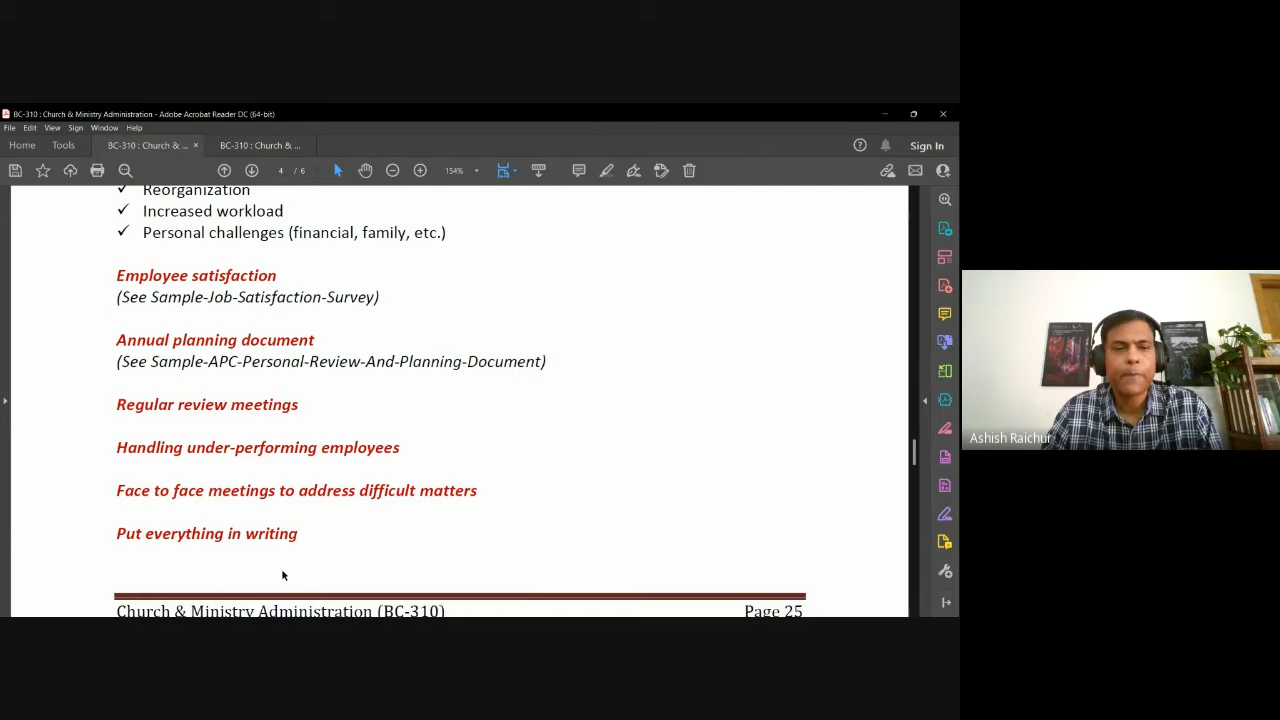 BC-310 : Church & Ministry Administration - Adobe Acrobat Reader DC (64-bit)
File Edit View Sign Window Help
Home Tools BC-310 : Church & ... × BC-310 : Church & ... Sign In
4 / 6 154%
✓ Reorganization
✓ Increased workload
✓ Personal challenges (financial, family, etc.)
Employee satisfaction
(See Sample-Job-Satisfaction-Survey)
Annual planning document
(See Sample-APC-Personal-Review-And-Planning-Document)
Regular review meetings
Handling under-performing employees
Face to face meetings to address difficult matters
Put everything in writing
Church & Ministry Administration (BC-310) Page 25
Ashish Raichur